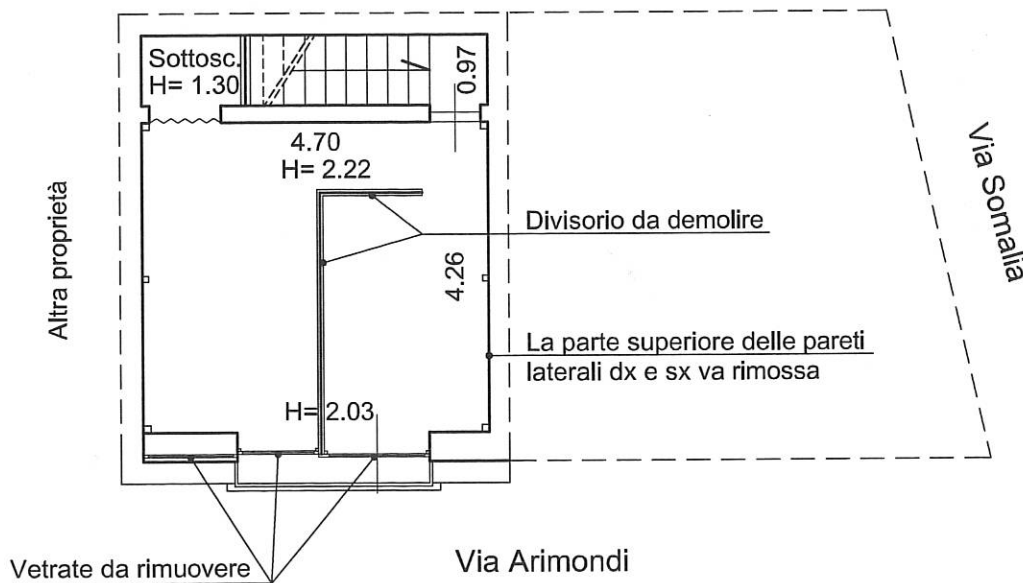 Sottosc.
H= 1.30
0.97
4.70
H= 2.22
Altra proprietà
Divisorio da demolire
Via Somalia
4.26
La parte superiore delle pareti
laterali dx e sx va rimossa
H= 2.03
Vetrate da rimuovere
Via Arimondi